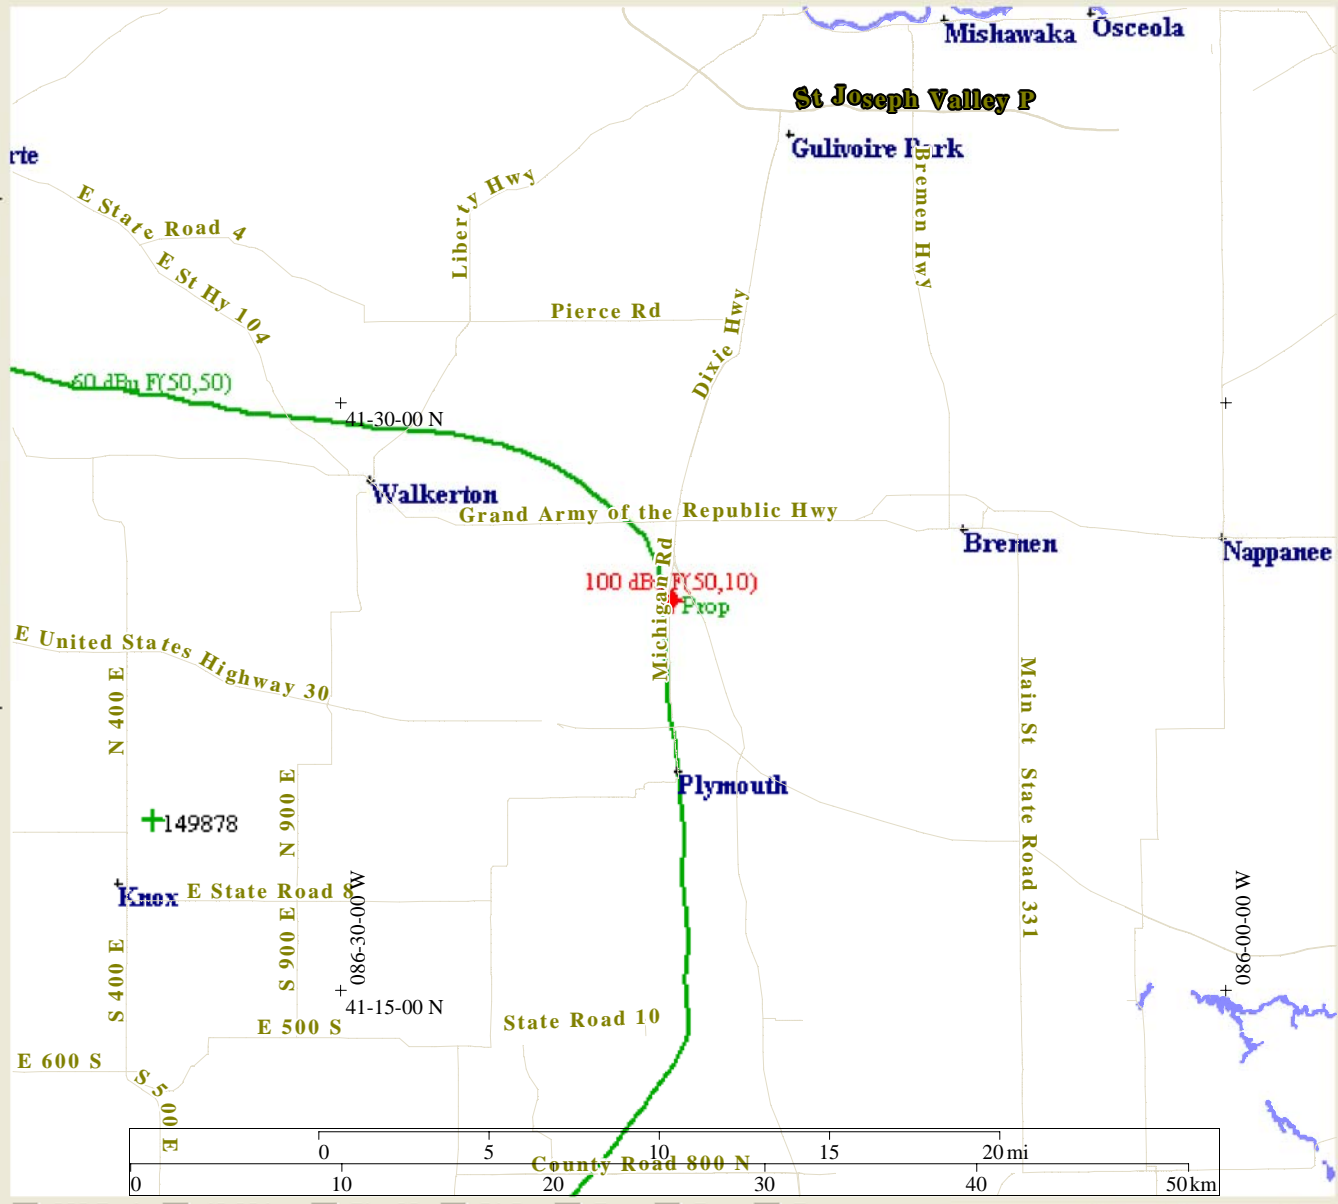 Mishawaka
Osceola
St Joseph Valley P
Gulivoire Park
rte
Bremen Hwy
E State Road 4
Liberty Hwy
E St Hy 104
Pierce Rd
Dixie Hwy
60 dBu F(50,50)
41-30-00 N
Walkerton
Grand Army of the Republic Hwy
Bremen
Nappanee
Michigan Rd
100 dBu F(50,10)
Prop
E United States Highway 30
N 400 E
Main St
State Road 331
Plymouth
N 900 E
149878
Knox
E State Road 8
086-30-00 W
086-00-00 W
S 900 E
S 400 E
41-15-00 N
State Road 10
E 500 S
E 600 S
S 500 E
0 5 10 15 20 mi
County Road 800 N
0 10 20 30 40 50 km